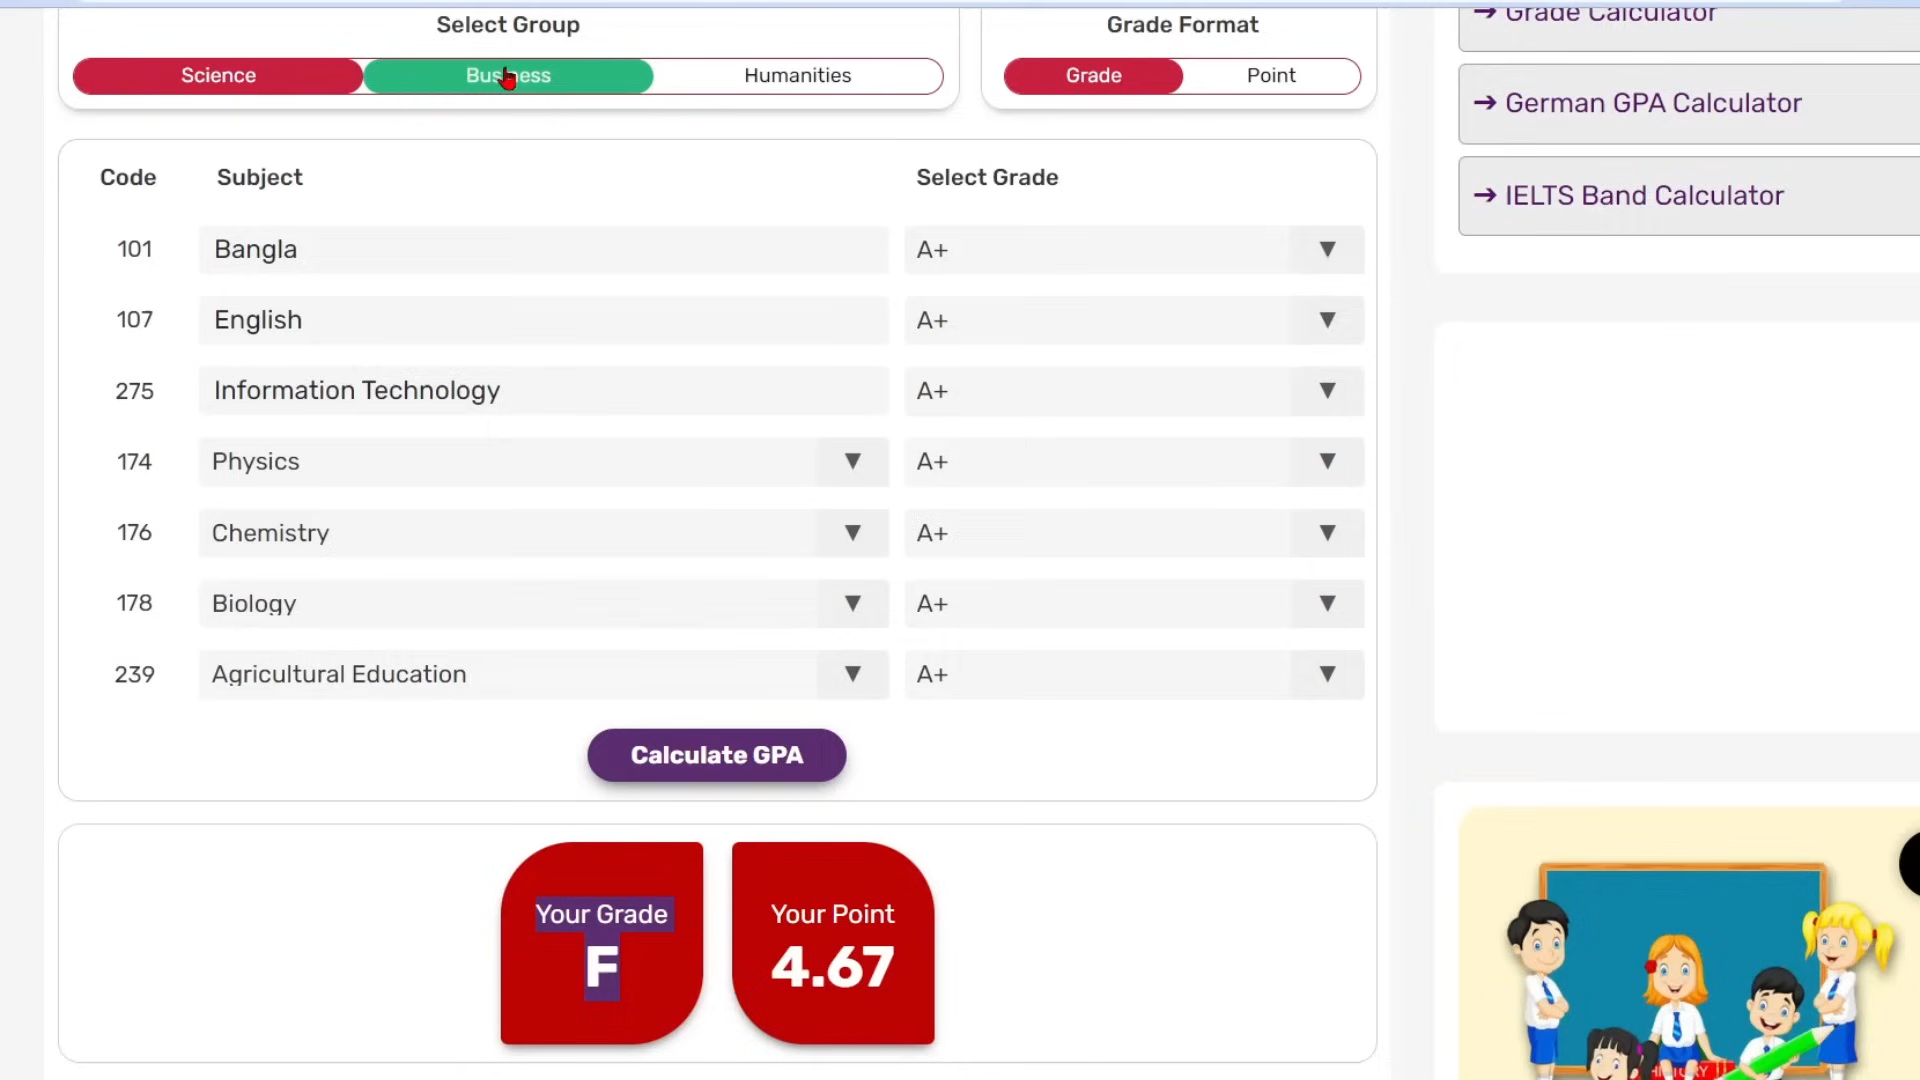 Select Group
Grade Format
Science
Business
Humanities
Grade
Point
Code
Subject
Select Grade
101
Bangla
A+
107
English
A+
275
Information Technology
A+
174
Physics
A+
176
Chemistry
A+
178
Biology
A+
239
Agricultural Education
A+
Calculate GPA
Your Grade
F
Your Point
4.67
→ Grade Calculator
→ German GPA Calculator
→ IELTS Band Calculator